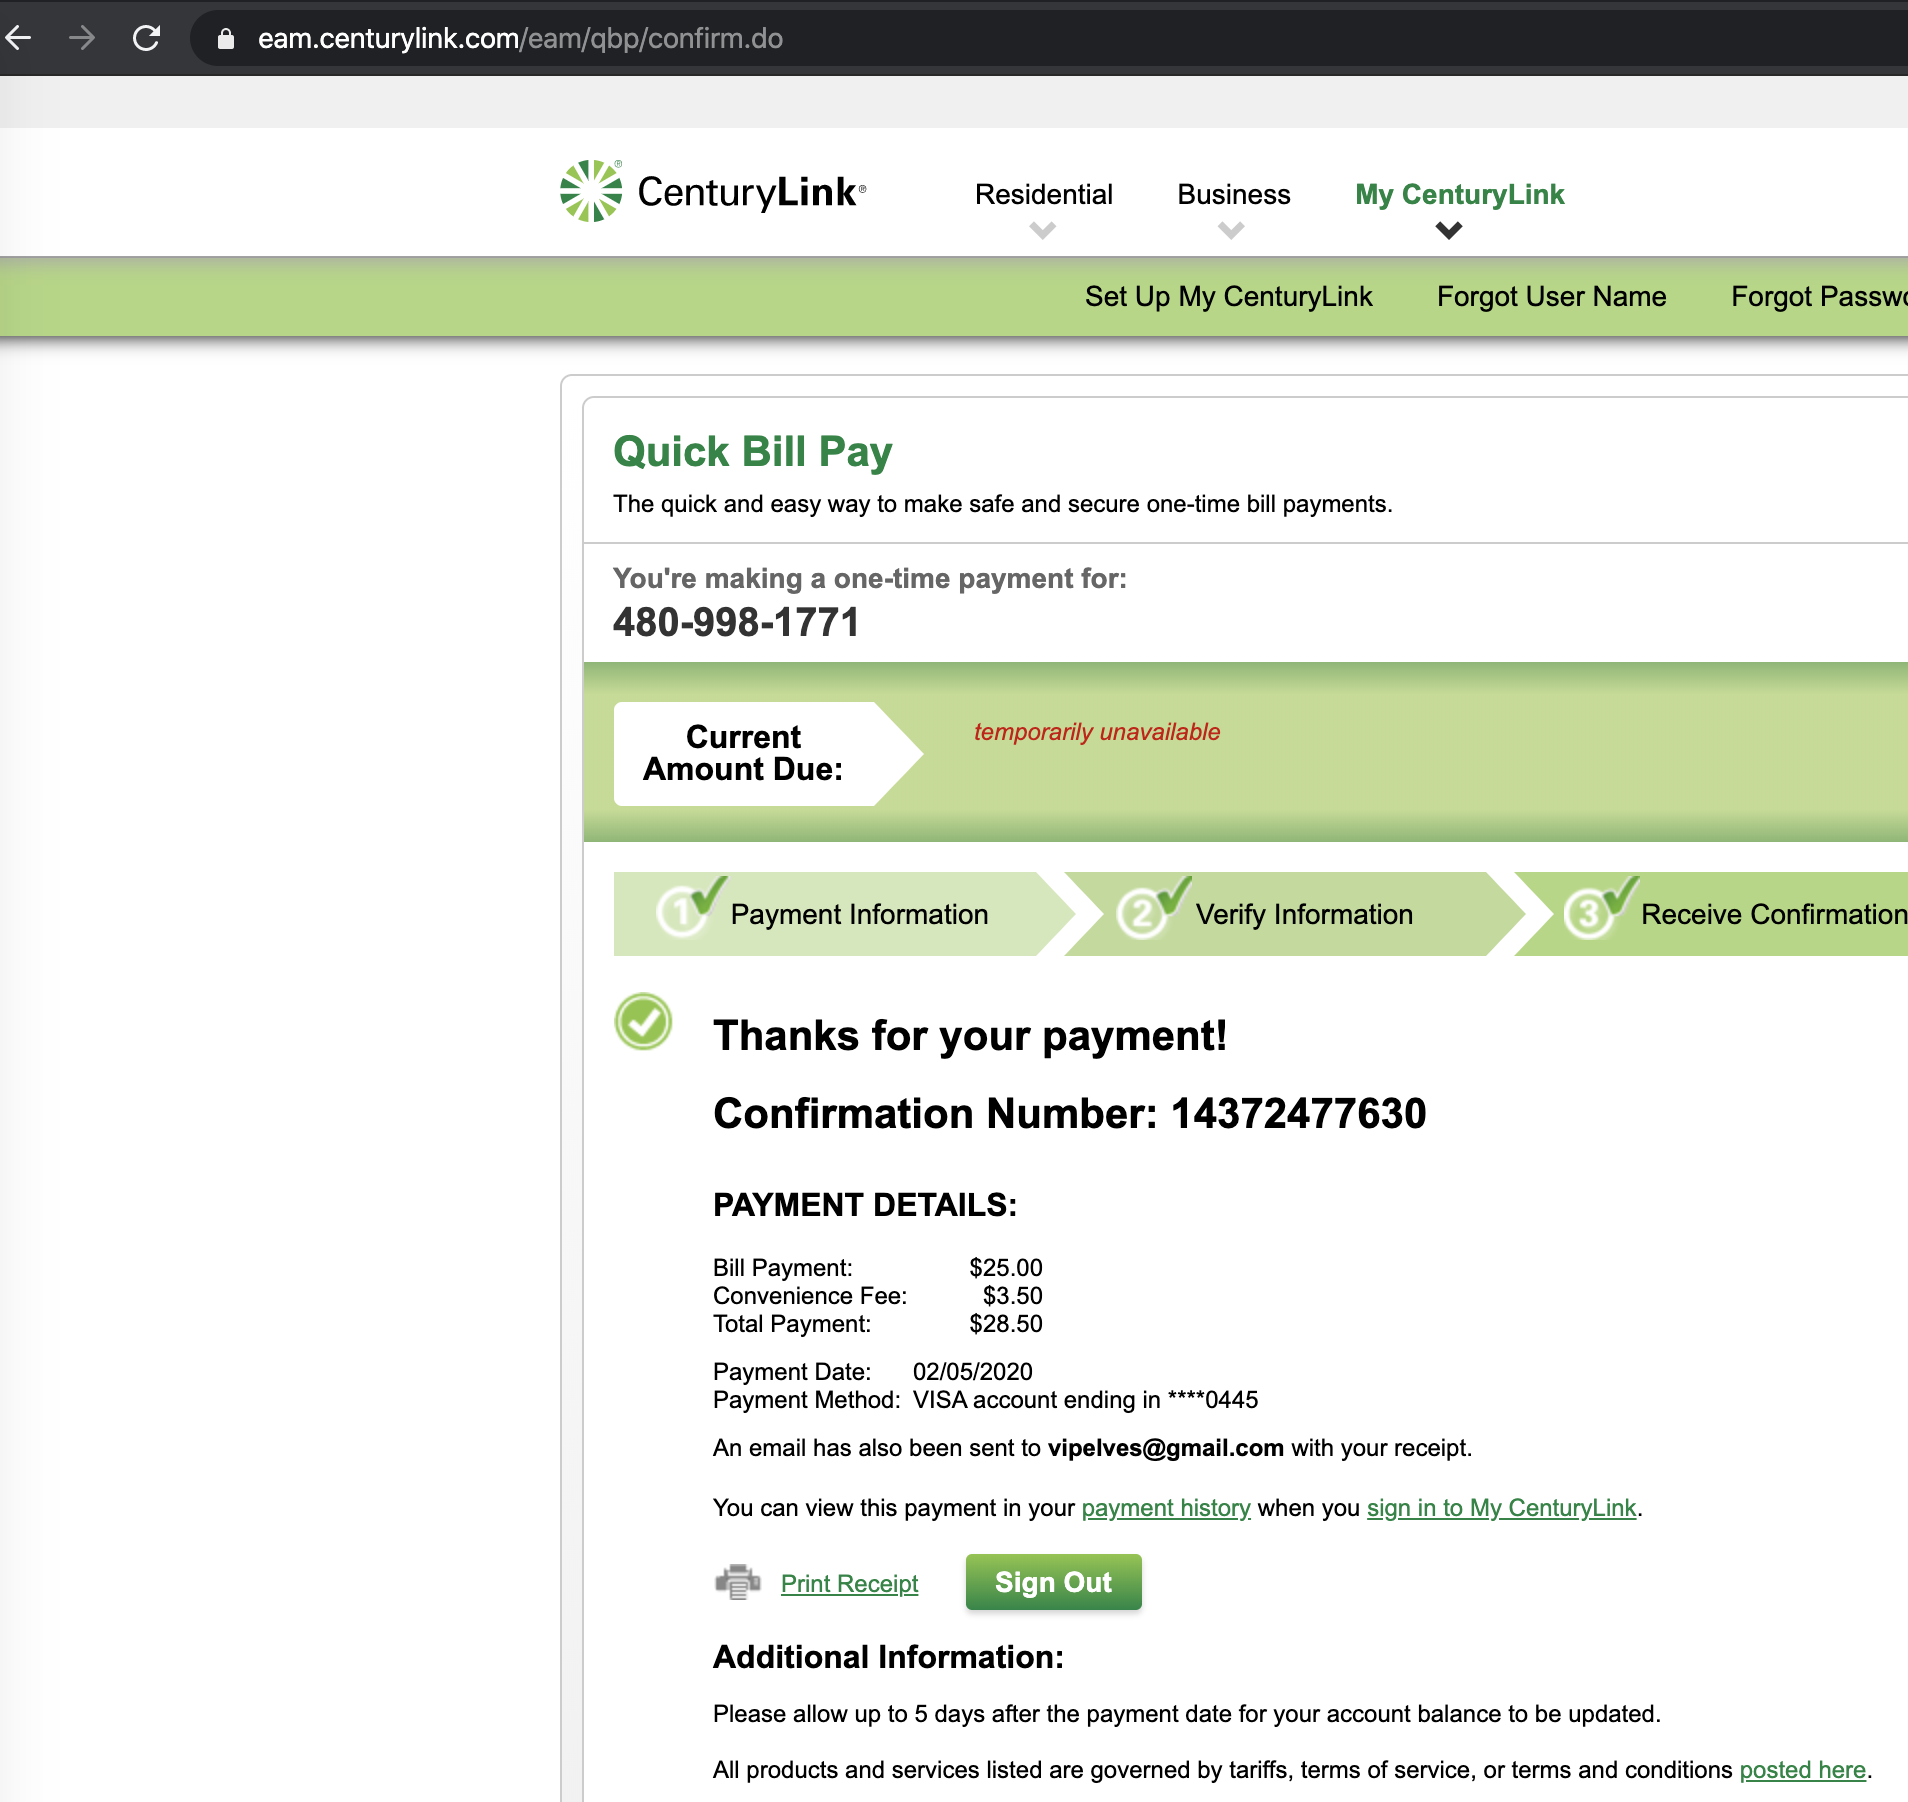 eam.centurylink.com/eam/qbp/confirm.do
CenturyLink®
Residential Business My CenturyLink
Set Up My CenturyLink Forgot User Name Forgot
Quick Bill Pay
The quick and easy way to make safe and secure one-time bill payments.
You're making a one-time payment for:
480-998-1771
Current
Amount Due:
temporarily unavailable
1 Payment Information 2 Verify Information 3 Receive Confirmation
Thanks for your payment!
Confirmation Number: 14372477630
PAYMENT DETAILS:
Bill Payment: $25.00
Convenience Fee: $3.50
Total Payment: $28.50
Payment Date: 02/05/2020
Payment Method: VISA account ending in ****0445
An email has also been sent to vipelves@gmail.com with your receipt.
You can view this payment in your payment history when you sign in to My CenturyLink.
Print Receipt Sign Out
Additional Information:
Please allow up to 5 days after the payment date for your account balance to be updated.
All products and services listed are governed by tariffs, terms of service, or terms and conditions posted here.